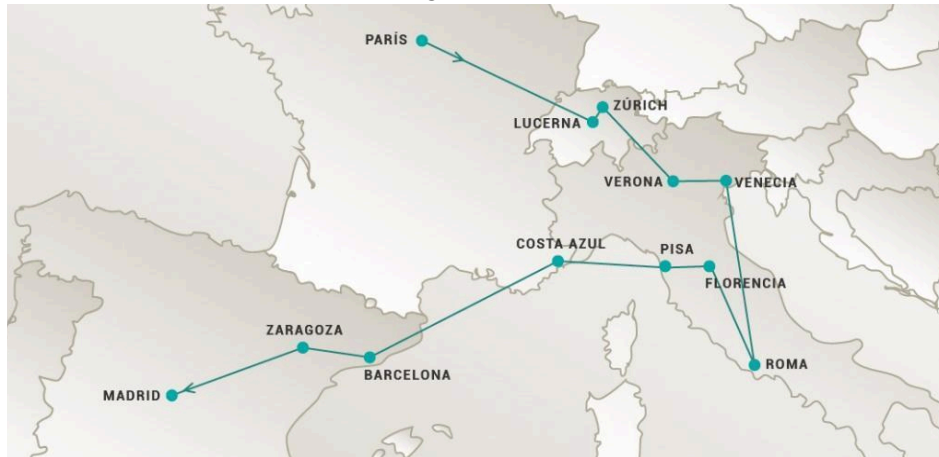 PARÍS
ZÚRICH
LUCERNA
VERONA
VENECIA
COSTA AZUL
PISA
FLORENCIA
ZARAGOZA
BARCELONA
ROMA
MADRID